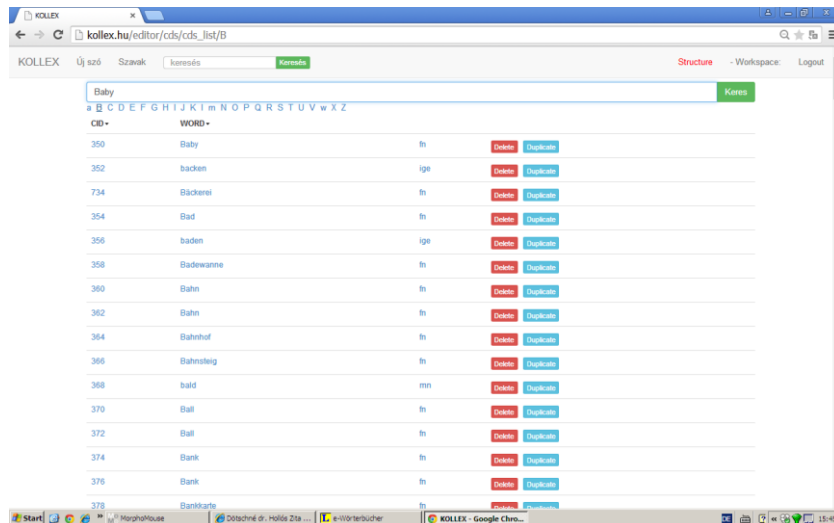 KOLLEX
kollex.hu/editor/cds/cds_list/B
KOLLEX Új szó Szavak keresés Keresés Structure - Workspace: Logout
Baby Keres
a B C D E F G H I J K l m N O P Q R S T U V w X Z
CID WORD
350 Baby fn Delete Duplicate
352 backen ige Delete Duplicate
734 Bäckerei fn Delete Duplicate
354 Bad fn Delete Duplicate
356 baden ige Delete Duplicate
358 Badewanne fn Delete Duplicate
360 Bahn fn Delete Duplicate
362 Bahn fn Delete Duplicate
364 Bahnhof fn Delete Duplicate
366 Bahnsteig fn Delete Duplicate
368 bald mn Delete Duplicate
370 Ball fn Delete Duplicate
372 Ball fn Delete Duplicate
374 Bank fn Delete Duplicate
376 Bank fn Delete Duplicate
378 Bankkarte fn Delete Duplicate
Start MorphoMouse Dötschné dr. Hollós Zita ... e-Wörterbücher KOLLEX - Google Chro... DE